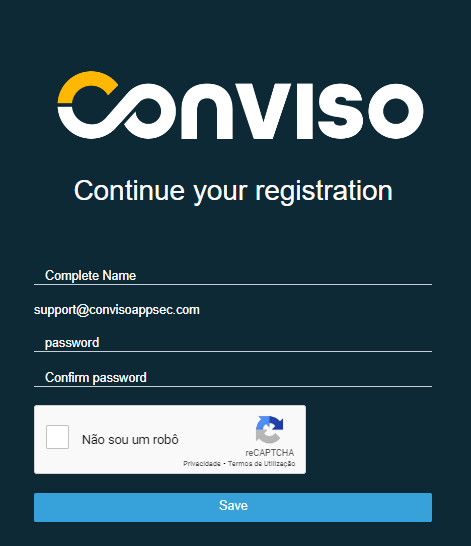 Conviso
Continue your registration
Complete Name
support@convisoappsec.com
password
Confirm password
Não sou um robô
reCAPTCHA
Privacidade • Termos de Utilização
Save